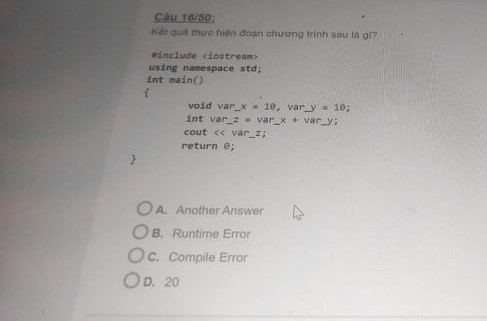 Câu 16/50:
Kết quả thực hiện đoạn chương trình sau là gì?
#include <iostream>
using namespace std;
int main()
{
void var_x = 10, var_y = 10;
int var_z = var_x + var_y;
cout << var_z;
return 0;
}
A. Another Answer
B. Runtime Error
C. Compile Error
D. 20